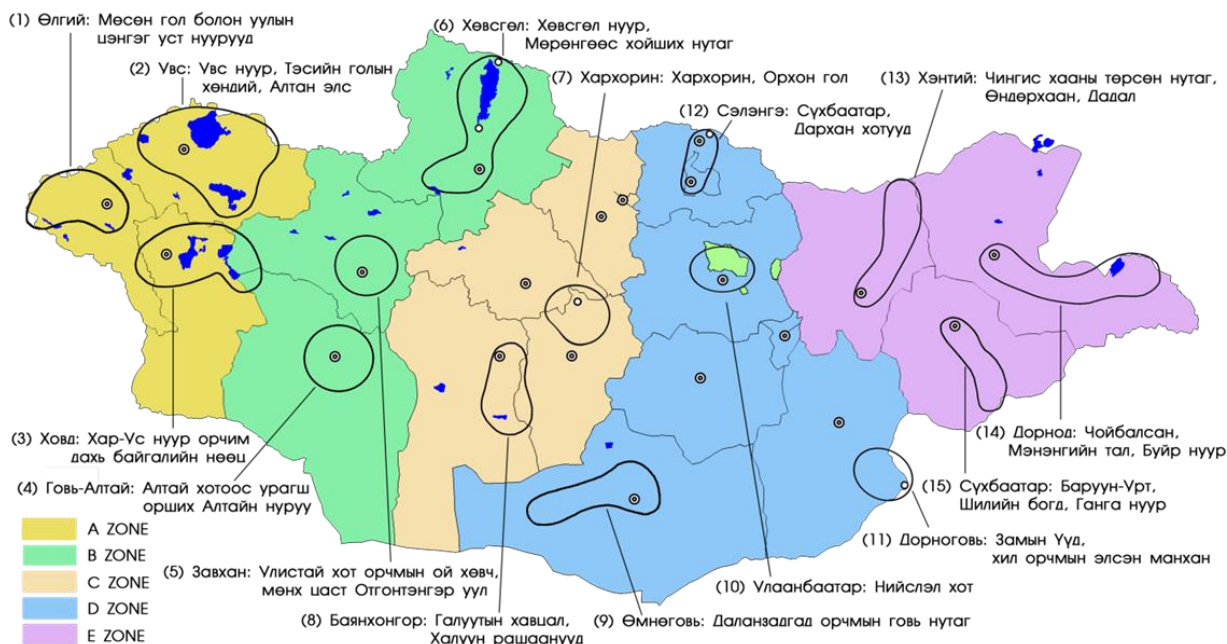 (1) Өлгий: Мөсөн гол болон уулын
цэнгэг уст нуурууд
(2) Увс: Увс нуур, Тэсийн голын
хөндий, Алтан элс
(6) Хөвсгөл: Хөвсгөл нуур,
Мөрөнгөөс хойших нутаг
(7) Хархорин: Хархорин, Орхон гол
(12) Сэлэнгэ: Сүхбаатар,
Дархан хотууд
(13) Хэнтий: Чингис хааны төрсөн нутаг,
Өндөрхаан, Дадал
(3) Ховд: Хар-Ус нуур орчим
дахь байгалийн нөөц
(4) Говь-Алтай: Алтай хотоос урагш
орших Алтайн нуруу
(14) Дорнод: Чойбалсан,
Мэнэнгийн тал, Буйр нуур
(15) Сүхбаатар: Баруун-Урт,
Шилийн богд, Ганга нуур
(11) Дорноговь: Замын Үүд,
хил орчмын элсэн манхан
(5) Завхан: Улистай хот орчмын ой хөвч,
мөнх цаст Отгонтэнгэр уул
(10) Улаанбаатар: Нийслэл хот
(8) Баянхонгор: Галуутын хавцал,
Халуун рашаанууд
(9) Өмнөговь: Даланзадгад орчмын говь нутаг
A ZONE
B ZONE
C ZONE
D ZONE
E ZONE